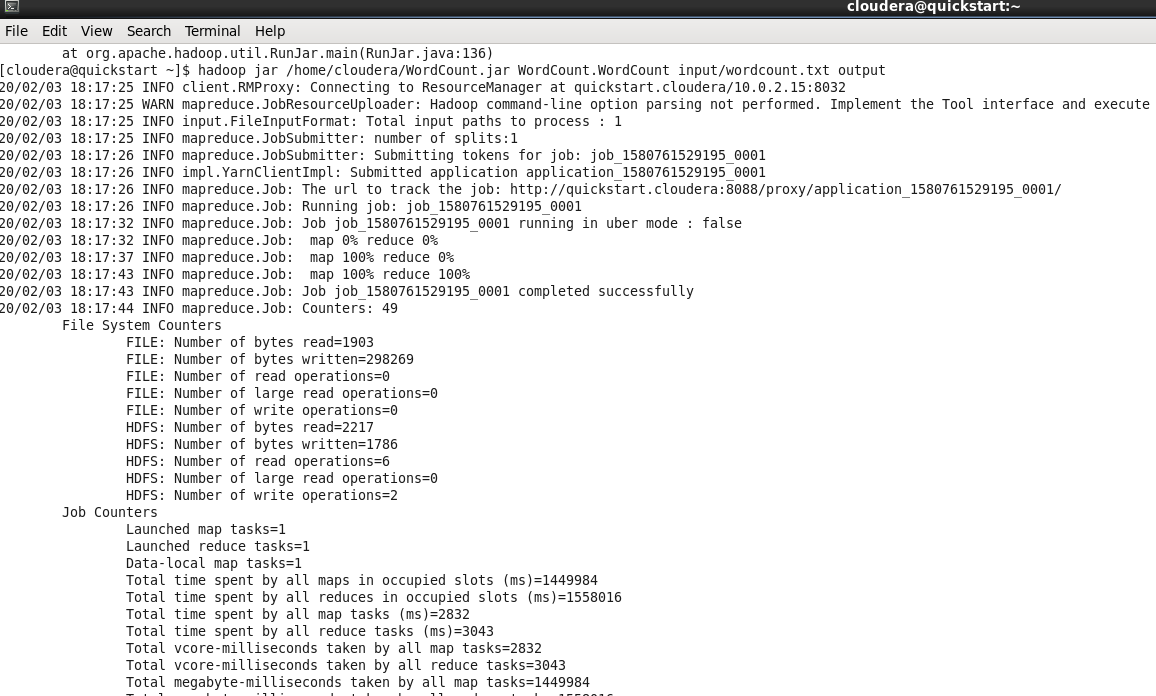 cloudera@quickstart:~
File Edit View Search Terminal Help
at org.apache.hadoop.util.RunJar.main(RunJar.java:136)
[cloudera@quickstart ~]$ hadoop jar /home/cloudera/WordCount.jar WordCount.WordCount input/wordcount.txt output
20/02/03 18:17:25 INFO client.RMProxy: Connecting to ResourceManager at quickstart.cloudera/10.0.2.15:8032
20/02/03 18:17:25 WARN mapreduce.JobResourceUploader: Hadoop command-line option parsing not performed. Implement the Tool interface and execute
20/02/03 18:17:25 INFO input.FileInputFormat: Total input paths to process : 1
20/02/03 18:17:25 INFO mapreduce.JobSubmitter: number of splits:1
20/02/03 18:17:26 INFO mapreduce.JobSubmitter: Submitting tokens for job: job_1580761529195_0001
20/02/03 18:17:26 INFO impl.YarnClientImpl: Submitted application application_1580761529195_0001
20/02/03 18:17:26 INFO mapreduce.Job: The url to track the job: http://quickstart.cloudera:8088/proxy/application_1580761529195_0001/
20/02/03 18:17:26 INFO mapreduce.Job: Running job: job_1580761529195_0001
20/02/03 18:17:32 INFO mapreduce.Job: Job job_1580761529195_0001 running in uber mode : false
20/02/03 18:17:32 INFO mapreduce.Job:  map 0% reduce 0%
20/02/03 18:17:37 INFO mapreduce.Job:  map 100% reduce 0%
20/02/03 18:17:43 INFO mapreduce.Job:  map 100% reduce 100%
20/02/03 18:17:43 INFO mapreduce.Job: Job job_1580761529195_0001 completed successfully
20/02/03 18:17:44 INFO mapreduce.Job: Counters: 49
File System Counters
FILE: Number of bytes read=1903
FILE: Number of bytes written=298269
FILE: Number of read operations=0
FILE: Number of large read operations=0
FILE: Number of write operations=0
HDFS: Number of bytes read=2217
HDFS: Number of bytes written=1786
HDFS: Number of read operations=6
HDFS: Number of large read operations=0
HDFS: Number of write operations=2
Job Counters
Launched map tasks=1
Launched reduce tasks=1
Data-local map tasks=1
Total time spent by all maps in occupied slots (ms)=1449984
Total time spent by all reduces in occupied slots (ms)=1558016
Total time spent by all map tasks (ms)=2832
Total time spent by all reduce tasks (ms)=3043
Total vcore-milliseconds taken by all map tasks=2832
Total vcore-milliseconds taken by all reduce tasks=3043
Total megabyte-milliseconds taken by all map tasks=1449984